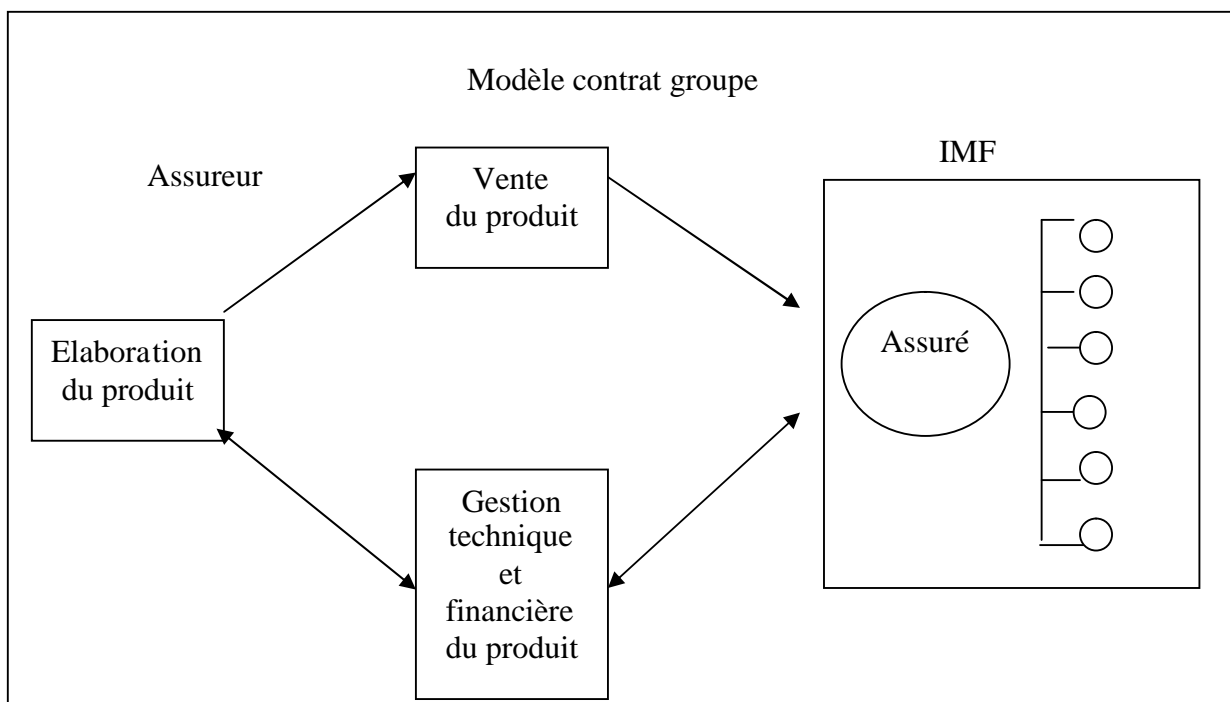 Modèle contrat groupe
IMF
Assureur
Vente
du produit
Elaboration
du produit
Assuré
Gestion
technique
et
financière
du produit